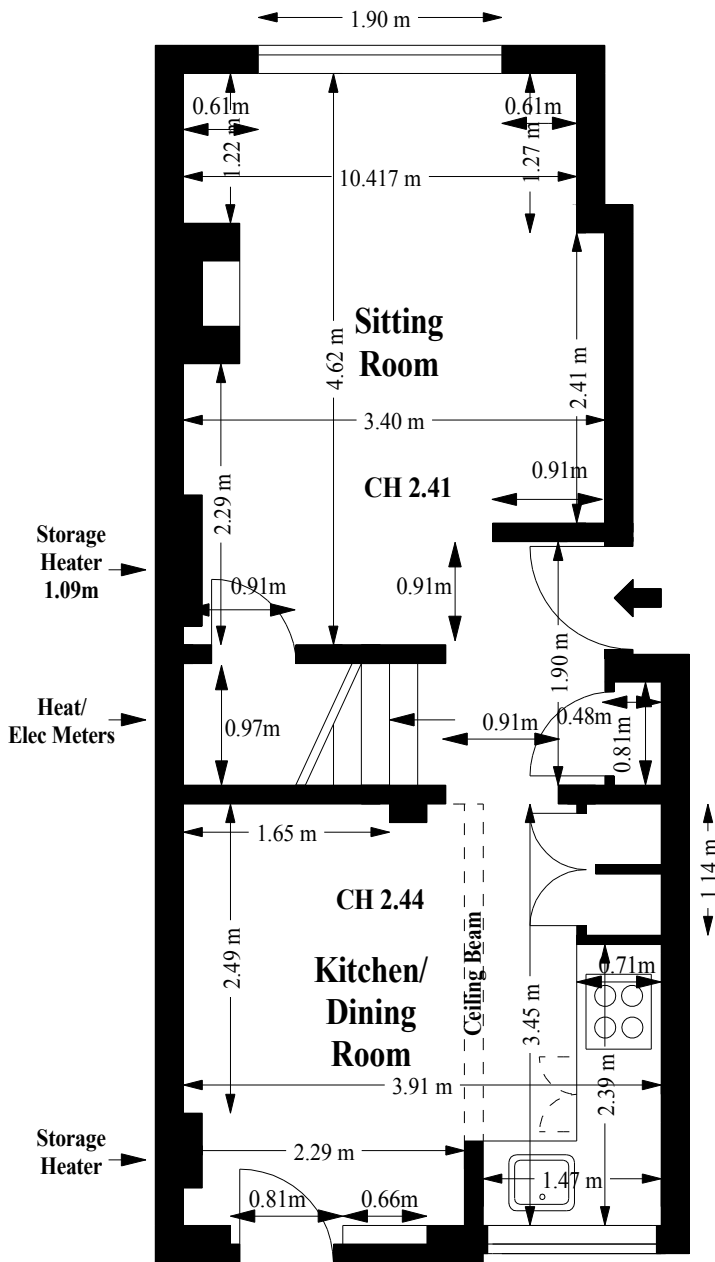 1.90 m
0.61m
0.61m
1.22 m
1.27 m
10.417 m
Sitting
Room
4.62 m
2.41 m
3.40 m
0.91m
CH 2.41
2.29 m
Storage
Heater
1.09m
0.91m
0.91m
1.90 m
Heat/
Elec Meters
0.97m
0.91m
0.48m
0.81m
1.65 m
1.14 m
CH 2.44
2.49 m
Ceiling Beam
Kitchen/
Dining
Room
0.71m
3.45 m
2.39 m
3.91 m
Storage
Heater
2.29 m
1.47 m
0.81m
0.66m